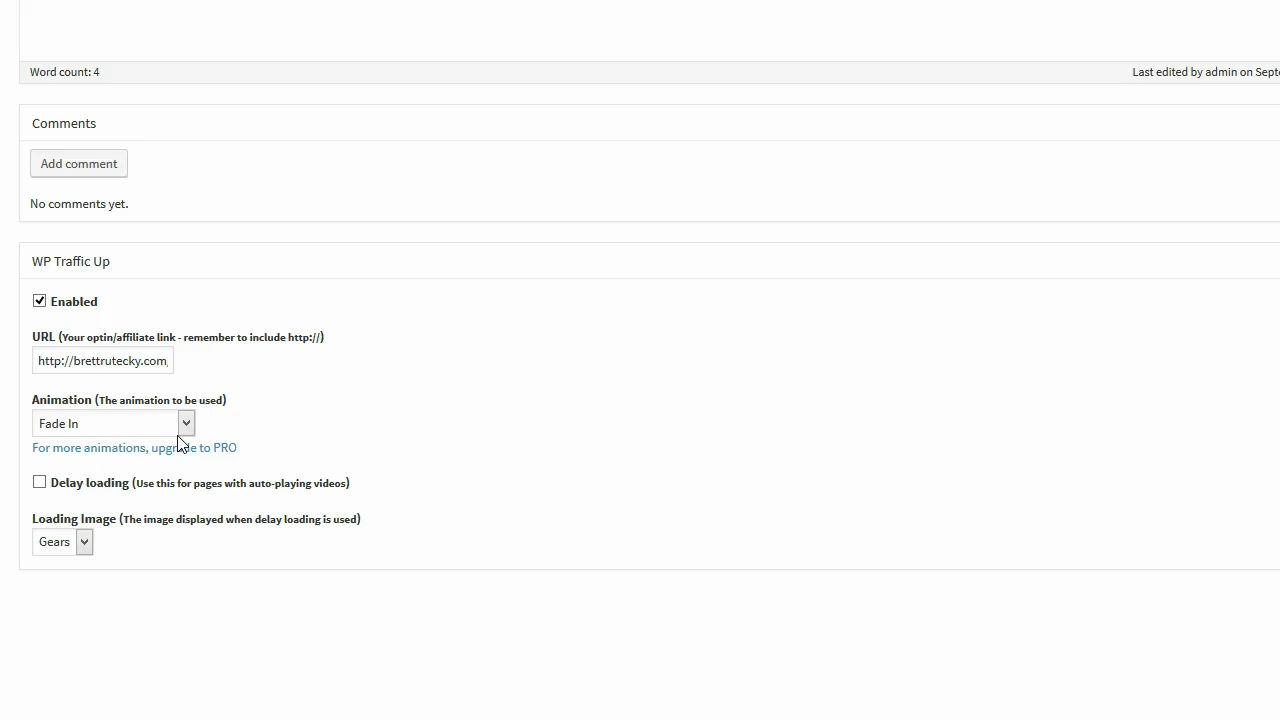 Word count: 4
Last edited by admin on Septe
Comments
Add comment
No comments yet.
WP Traffic Up
Enabled
URL (Your optin/affiliate link - remember to include http://)
http://brettrutecky.com
Animation (The animation to be used)
Fade In
For more animations, upgrade to PRO
Delay loading (Use this for pages with auto-playing videos)
Loading Image (The image displayed when delay loading is used)
Gears